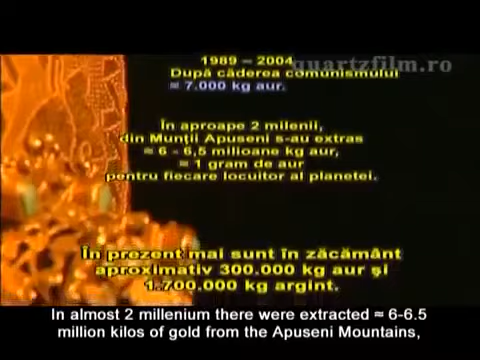 1989 – 2004
quartzfilm.ro
După căderea comunismului
≈ 7.000 kg aur.
În aproape 2 milenii,
din Munții Apuseni s-au extras
≈ 6 - 6,5 milioane kg aur,
≈ 1 gram de aur
pentru fiecare locuitor al planetei.
În prezent mai sunt în zăcământ
aproximativ 300.000 kg aur și
1.700.000 kg argint.
In almost 2 millenium there were extracted ≈ 6-6.5
million kilos of gold from the Apuseni Mountains,